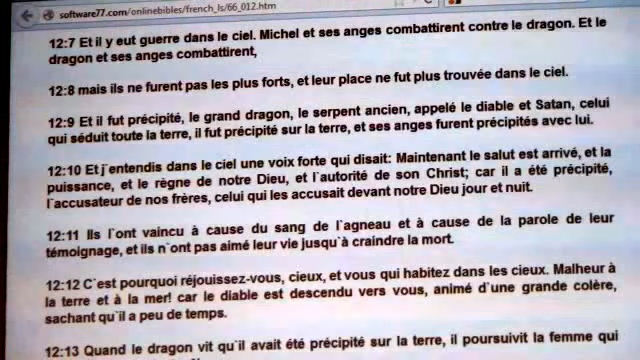 software77.com/onlinebibles/french_ls/66_012.htm
12:7 Et il y eut guerre dans le ciel. Michel et ses anges combattirent contre le dragon. Et le
dragon et ses anges combattirent,
12:8 mais ils ne furent pas les plus forts, et leur place ne fut plus trouvée dans le ciel.
12:9 Et il fut précipité, le grand dragon, le serpent ancien, appelé le diable et Satan, celui
qui séduit toute la terre, il fut précipité sur la terre, et ses anges furent précipités avec lui.
12:10 Et j`entendis dans le ciel une voix forte qui disait: Maintenant le salut est arrivé, et la
puissance, et le règne de notre Dieu, et l`autorité de son Christ; car il a été précipité,
l`accusateur de nos frères, celui qui les accusait devant notre Dieu jour et nuit.
12:11 Ils l`ont vaincu à cause du sang de l`agneau et à cause de la parole de leur
témoignage, et ils n`ont pas aimé leur vie jusqu`à craindre la mort.
12:12 C`est pourquoi réjouissez-vous, cieux, et vous qui habitez dans les cieux. Malheur à
la terre et à la mer! car le diable est descendu vers vous, animé d`une grande colère,
sachant qu`il a peu de temps.
12:13 Quand le dragon vit qu`il avait été précipité sur la terre, il poursuivit la femme qui